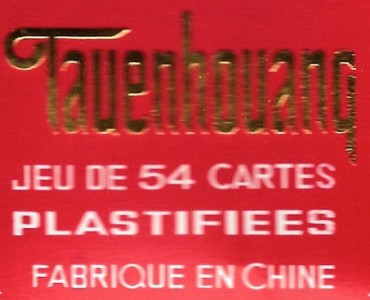 Tauenhouang
JEU DE 54 CARTES
PLASTIFIEES
FABRIQUE EN CHINE